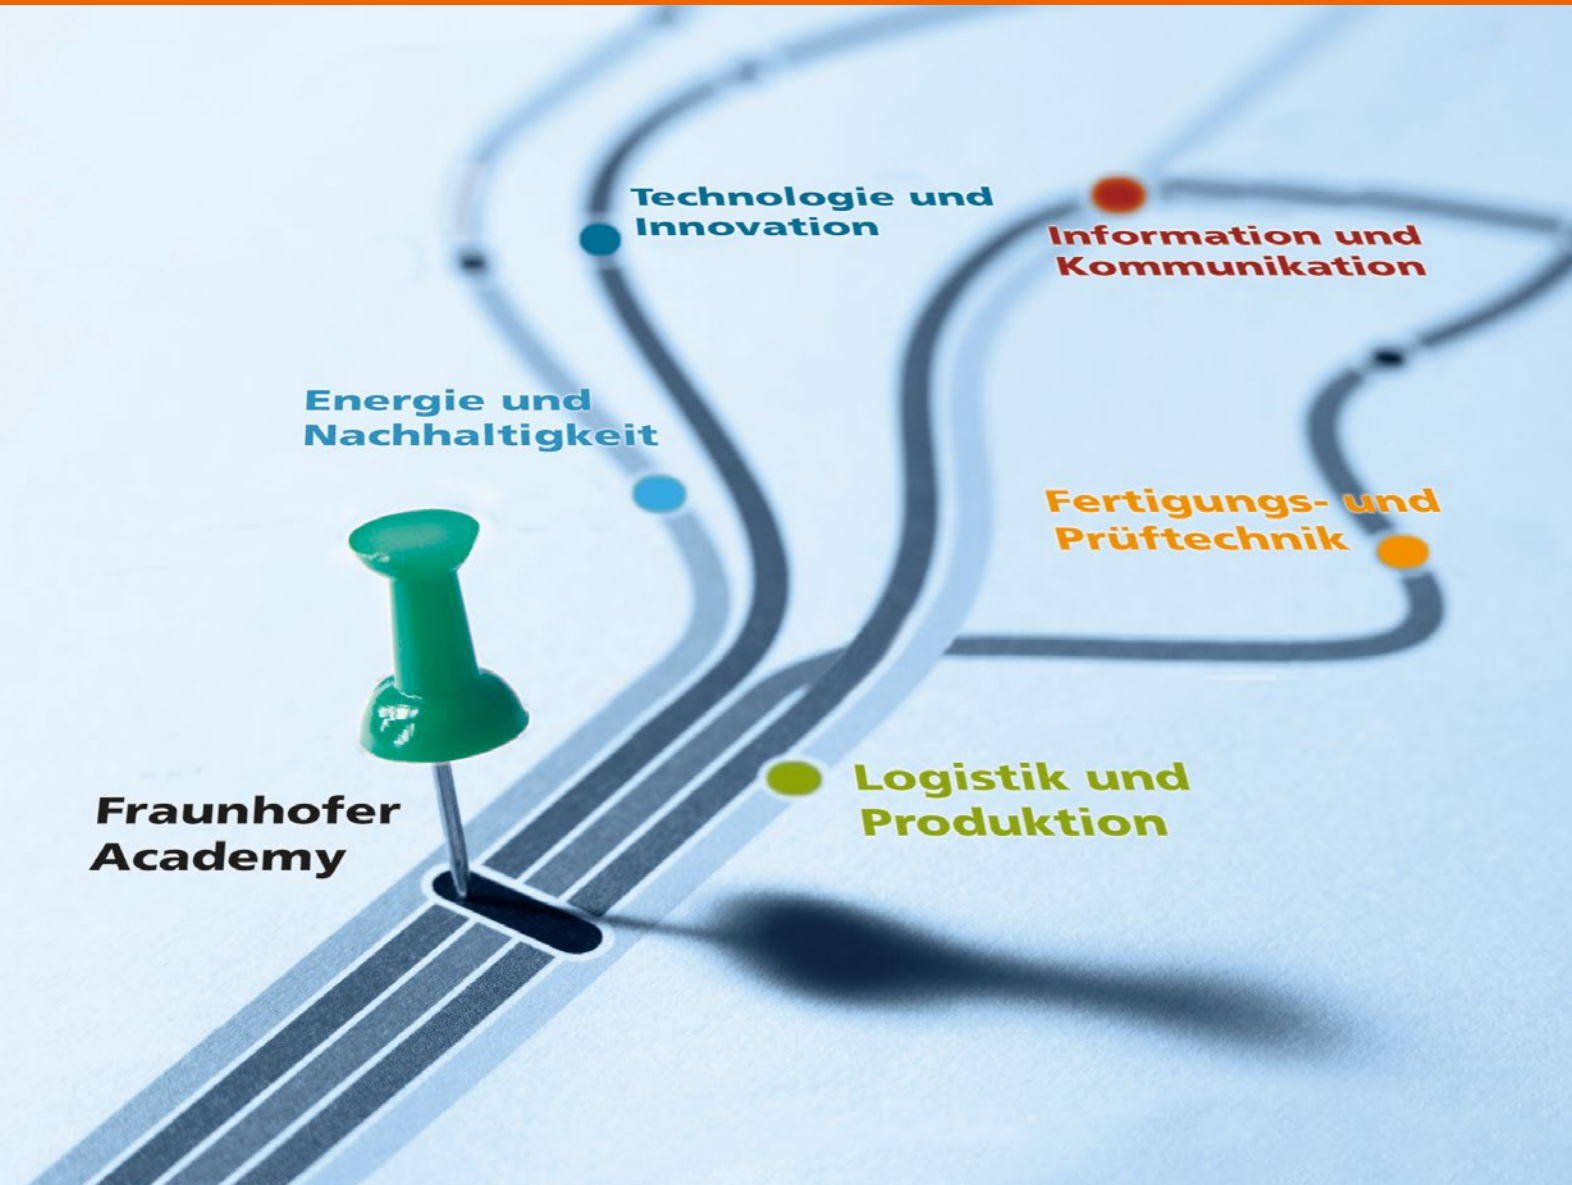 Technologie und
Innovation
Information und
Kommunikation
Energie und
Nachhaltigkeit
Fertigungs- und
Prüftechnik
Logistik und
Produktion
Fraunhofer
Academy